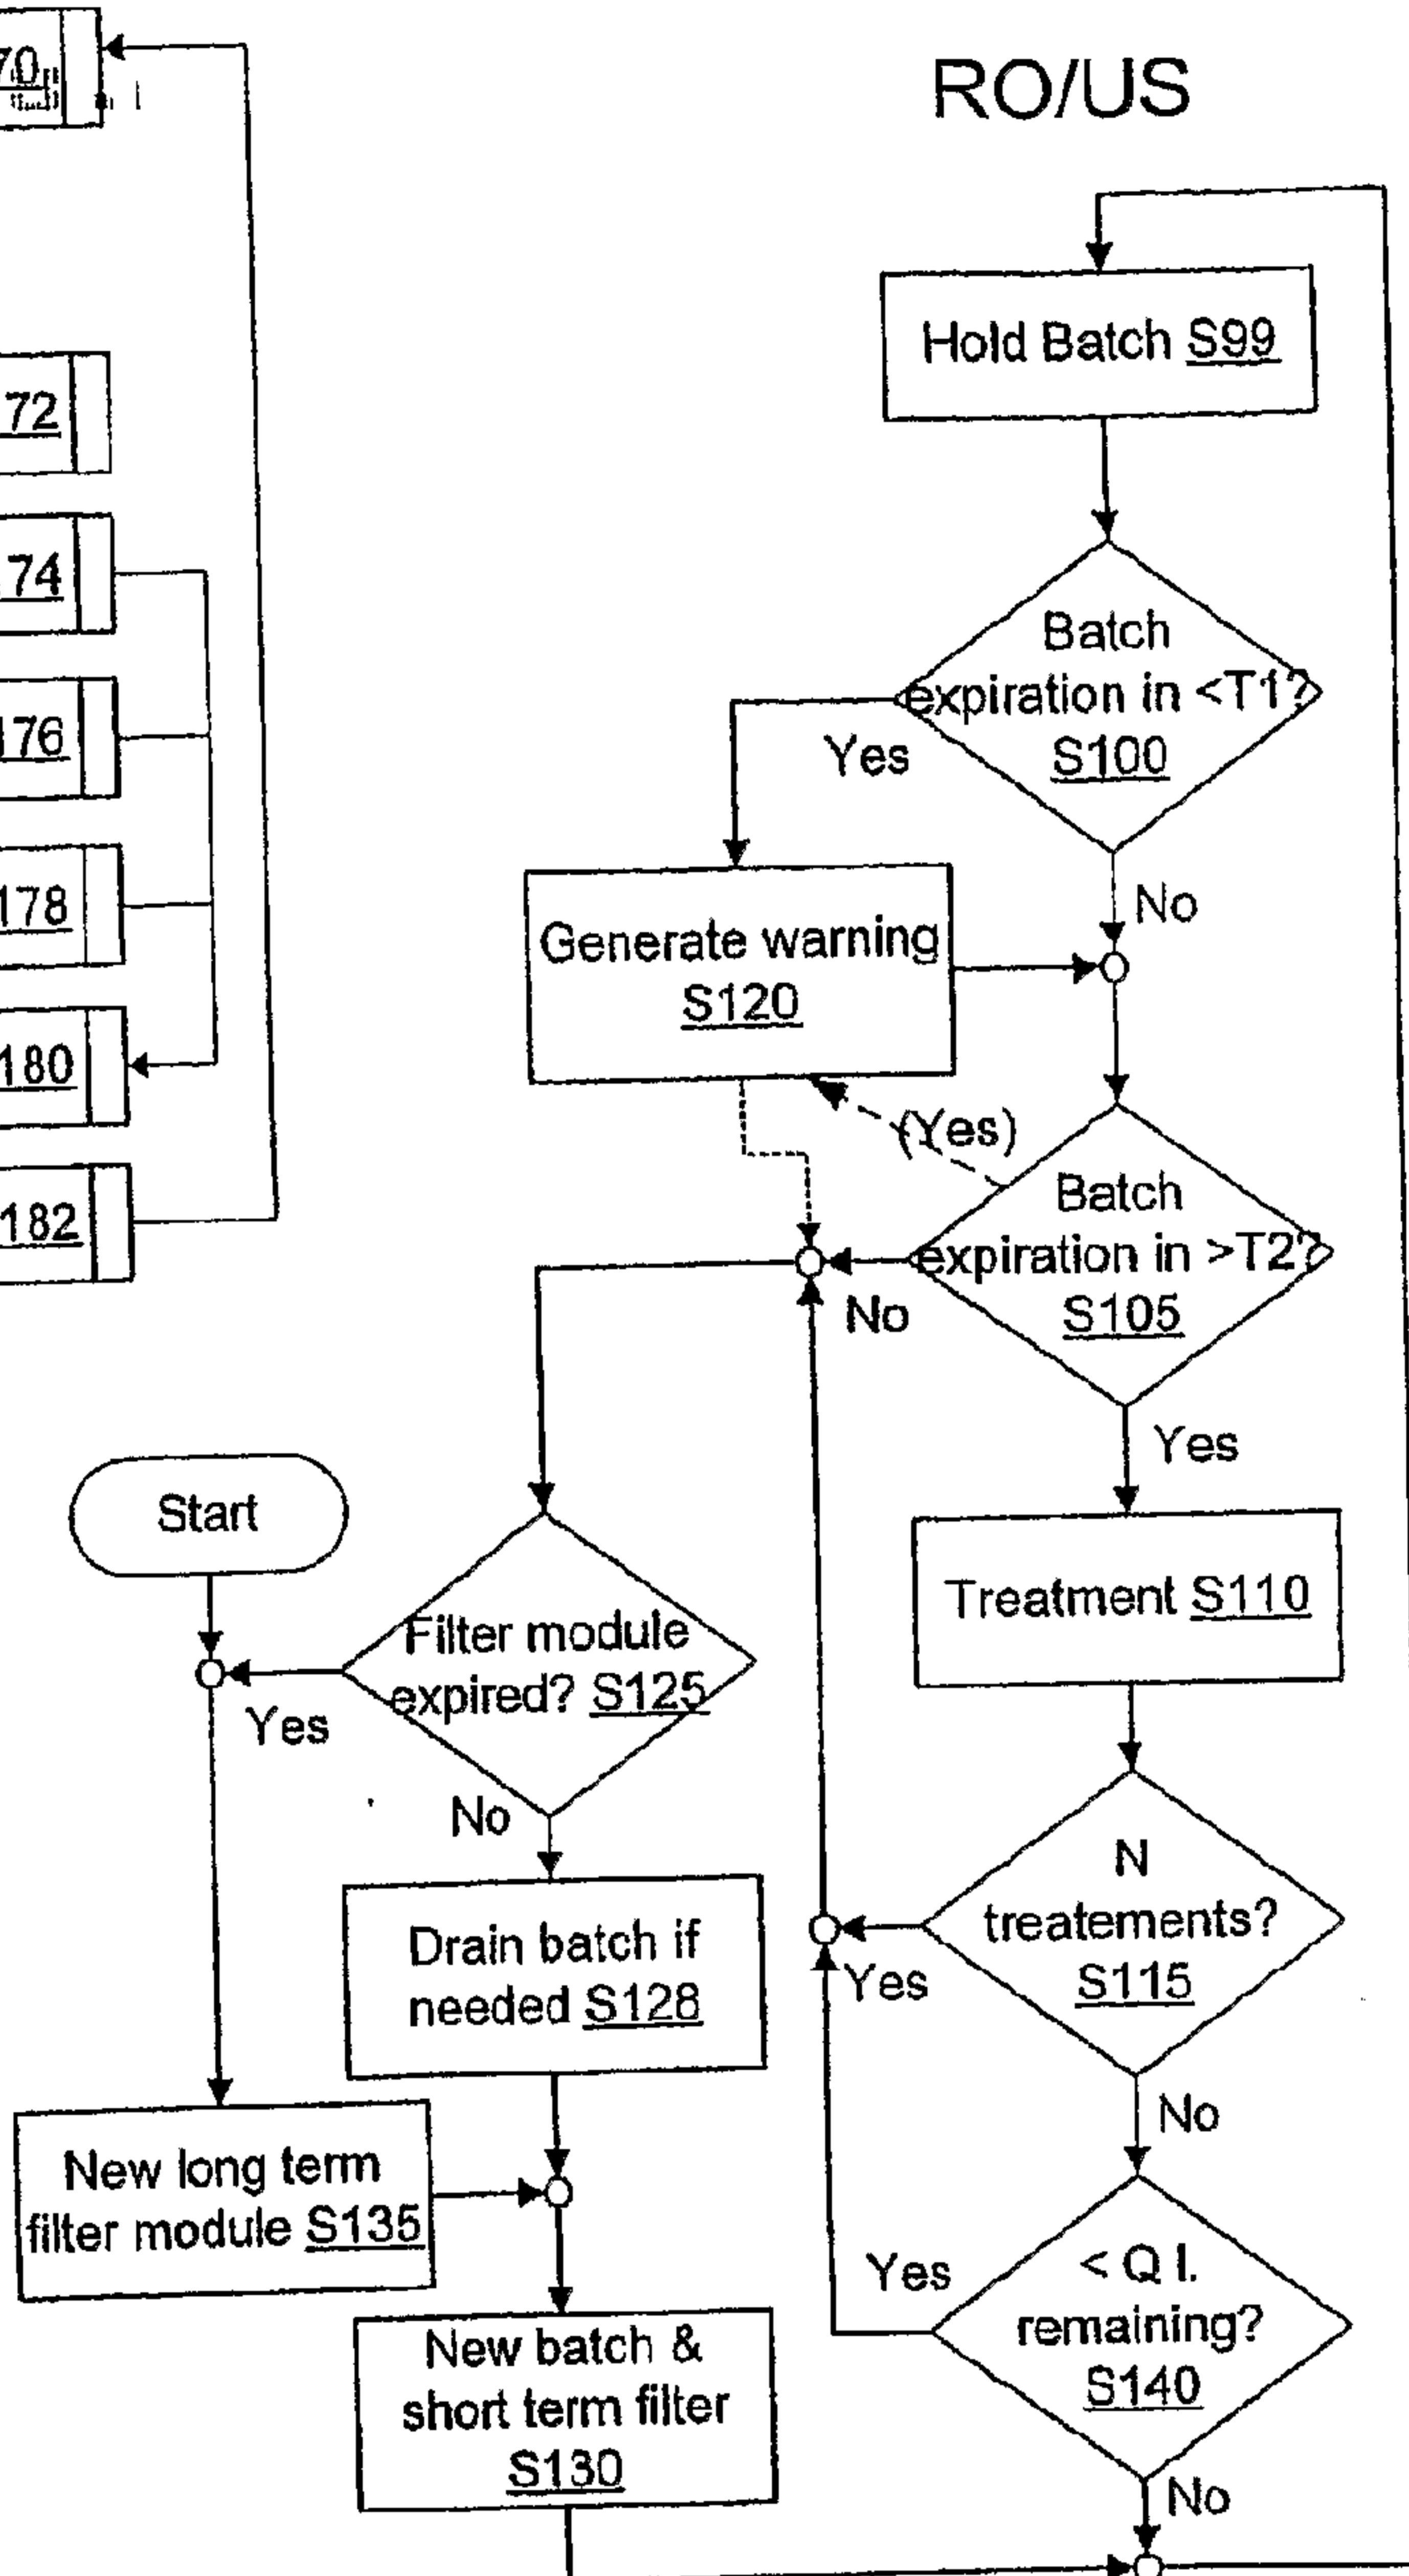 RO/US
70
72
74
176
178
180
182
Hold Batch S99
Batch
expiration in <T1?
S100
Yes
No
Generate warning
S120
(Yes)
Batch
expiration in >T2?
S105
No
Yes
Start
Filter module
expired? S125
Yes
No
Treatment S110
Drain batch if
needed S128
N
treatements?
S115
Yes
No
New long term
filter module S135
< Q l.
remaining?
S140
Yes
No
New batch &
short term filter
S130